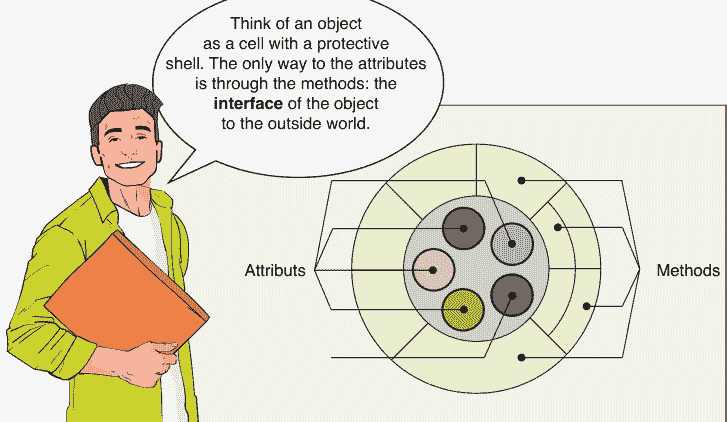 Think of an object
as a cell with a protective
shell. The only way to the attributes
is through the methods: the
interface of the object
to the outside world.
Attributs
Methods